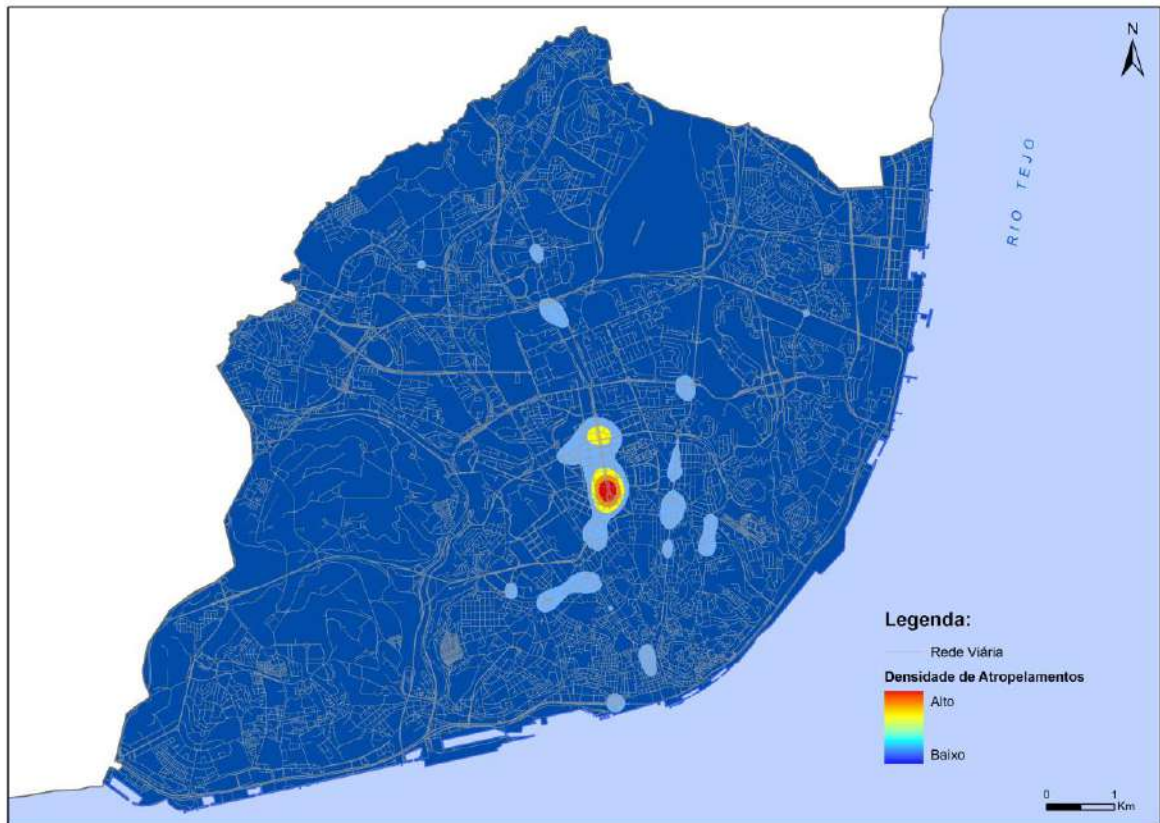 N
RIO TEJO
Legenda:
Rede Viária
Densidade de Atropelamentos
Alto
Baixo
0 1
Km